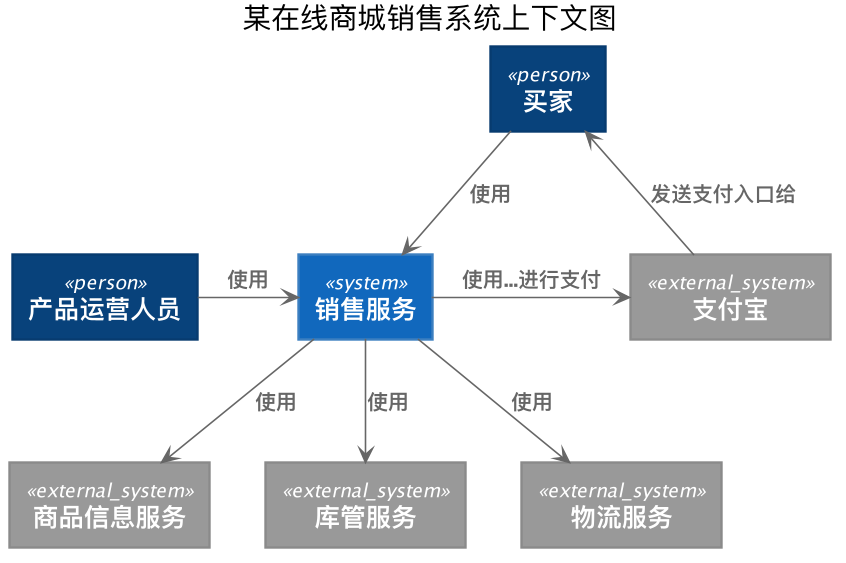 某在线商城销售系统上下文图
«person»
买家
使用
发送支付入口给
«person»
产品运营人员
使用
«system»
销售服务
使用...进行支付
«external_system»
支付宝
使用
使用
使用
«external_system»
商品信息服务
«external_system»
库管服务
«external_system»
物流服务